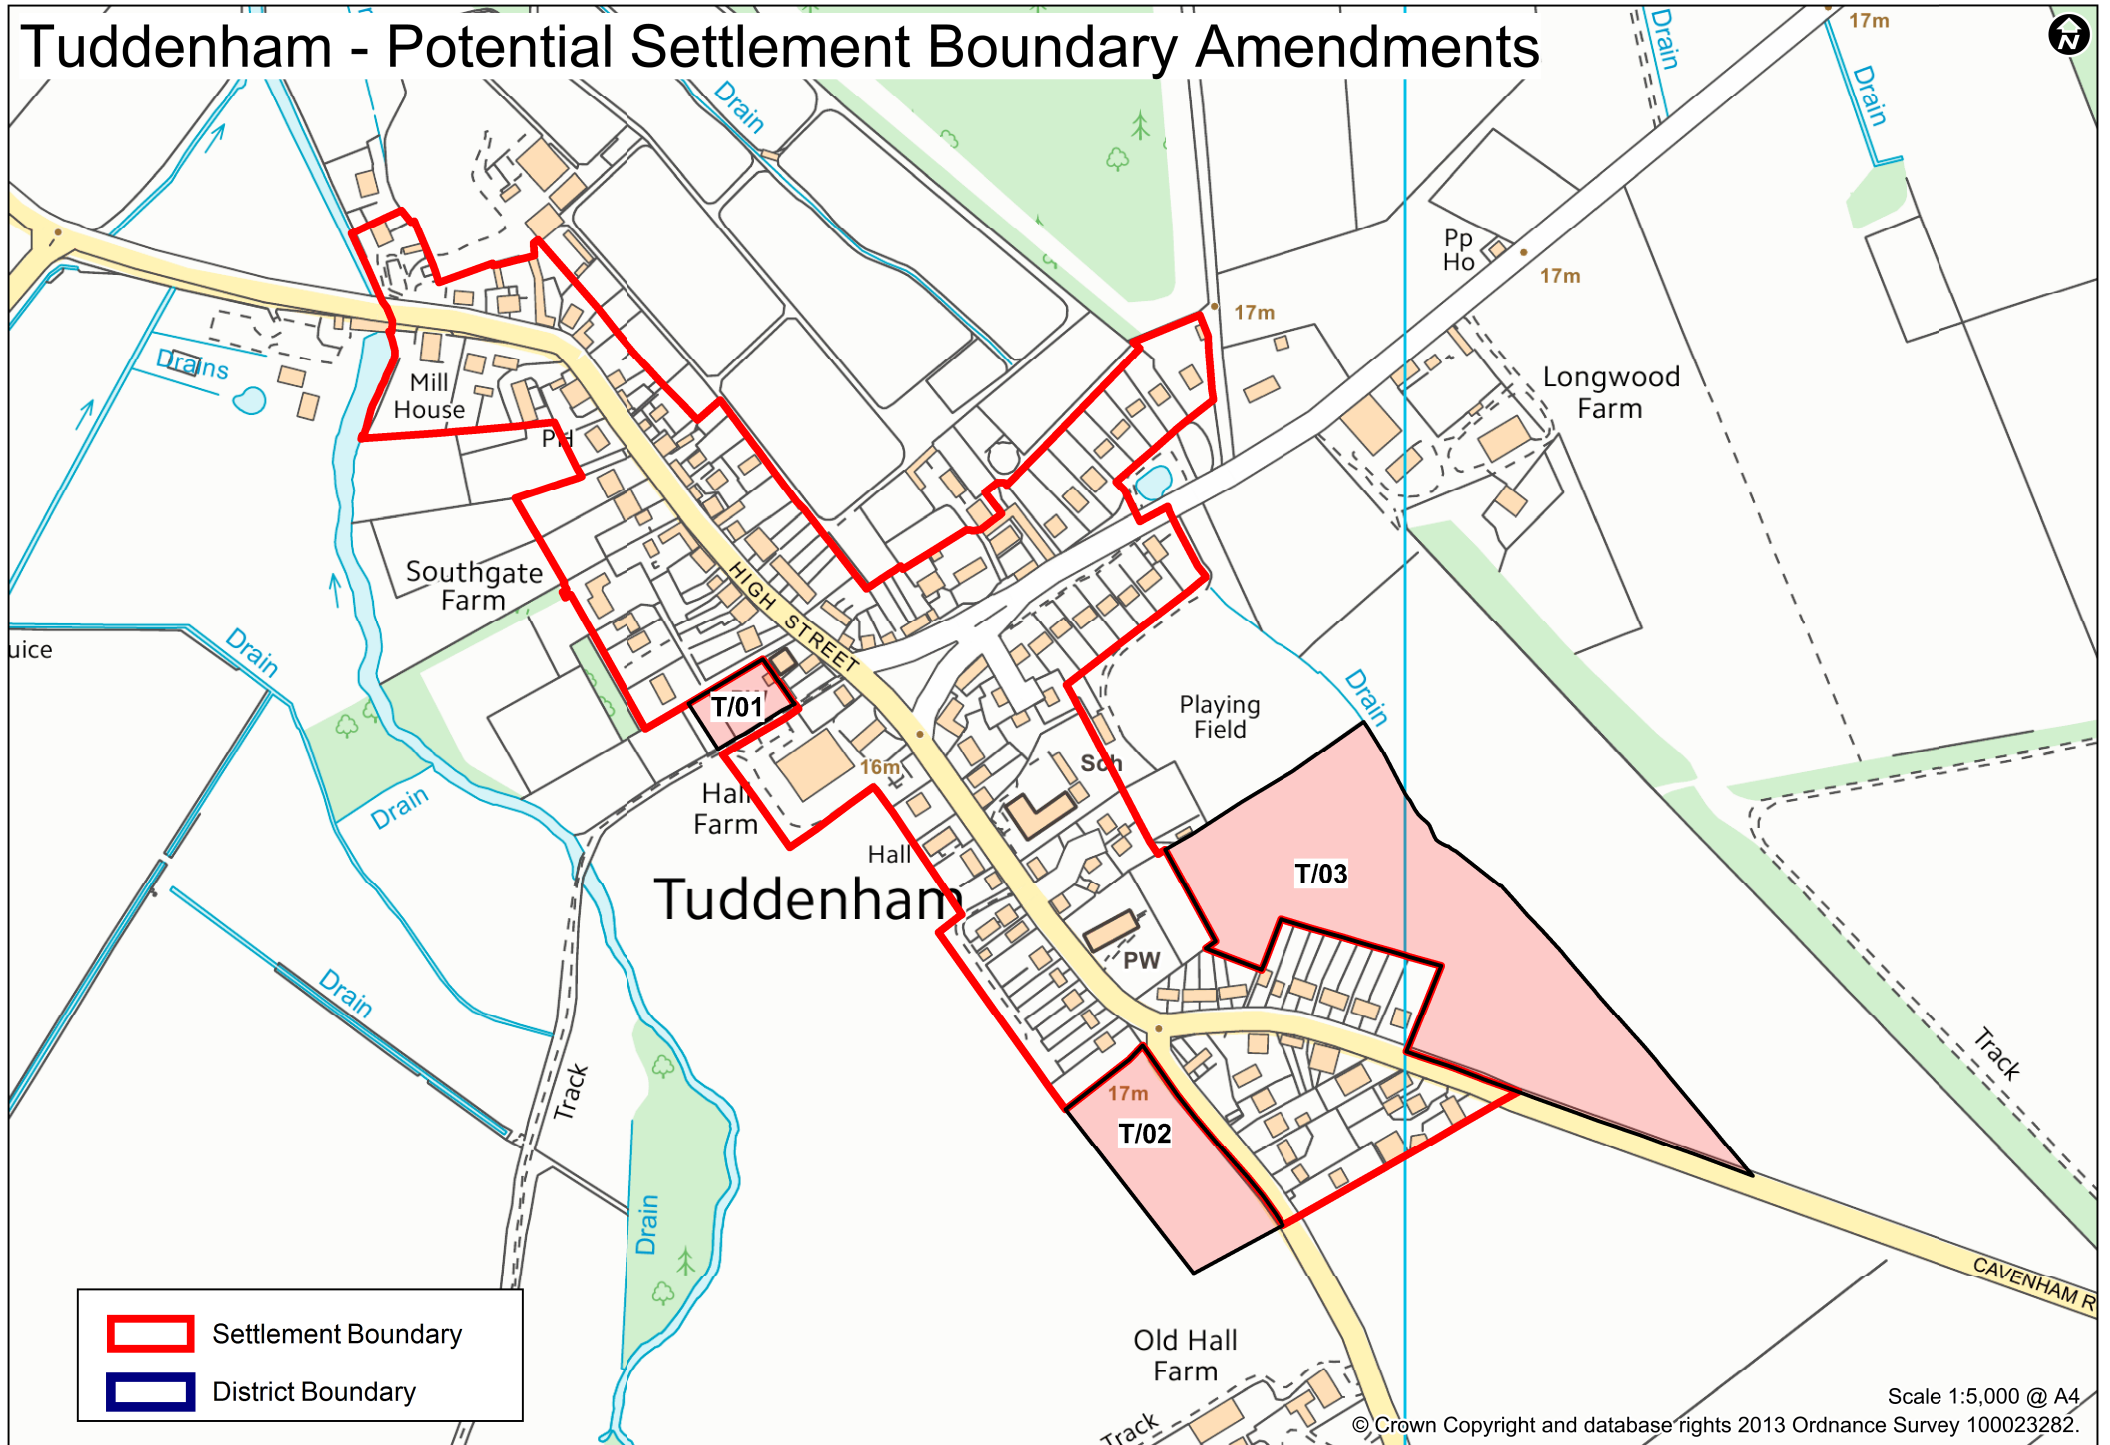 Tuddenham - Potential Settlement Boundary Amendments
N
17m
Drain
Drain
Drain
Pp
Ho
17m
17m
Drains
Mill
House
Longwood
Farm
PH
Southgate
Farm
HIGH STREET
uice
Drain
Drain
T/01
Playing
Field
Sch
16m
Hall
Farm
Drain
Hall
T/03
Tuddenham
PW
Drain
Track
Track
17m
T/02
Drain
CAVENHAM R
Old Hall
Farm
Track
Settlement Boundary
District Boundary
Scale 1:5,000 @ A4
© Crown Copyright and database rights 2013 Ordnance Survey 100023282.